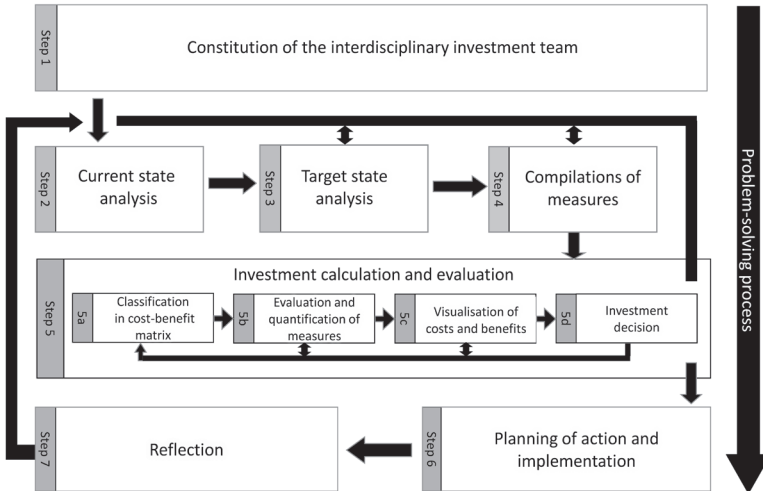 Step 1
Constitution of the interdisciplinary investment team
Step 2
Current state
analysis
Step 3
Target state
analysis
Step 4
Compilations of
measures
Step 5
Investment calculation and evaluation
5a
Classification
in cost-benefit
matrix
5b
Evaluation and
quantification of
measures
5c
Visualisation of
costs and benefits
5d
Investment
decision
Step 7
Reflection
Step 6
Planning of action and
implementation
Problem-solving process